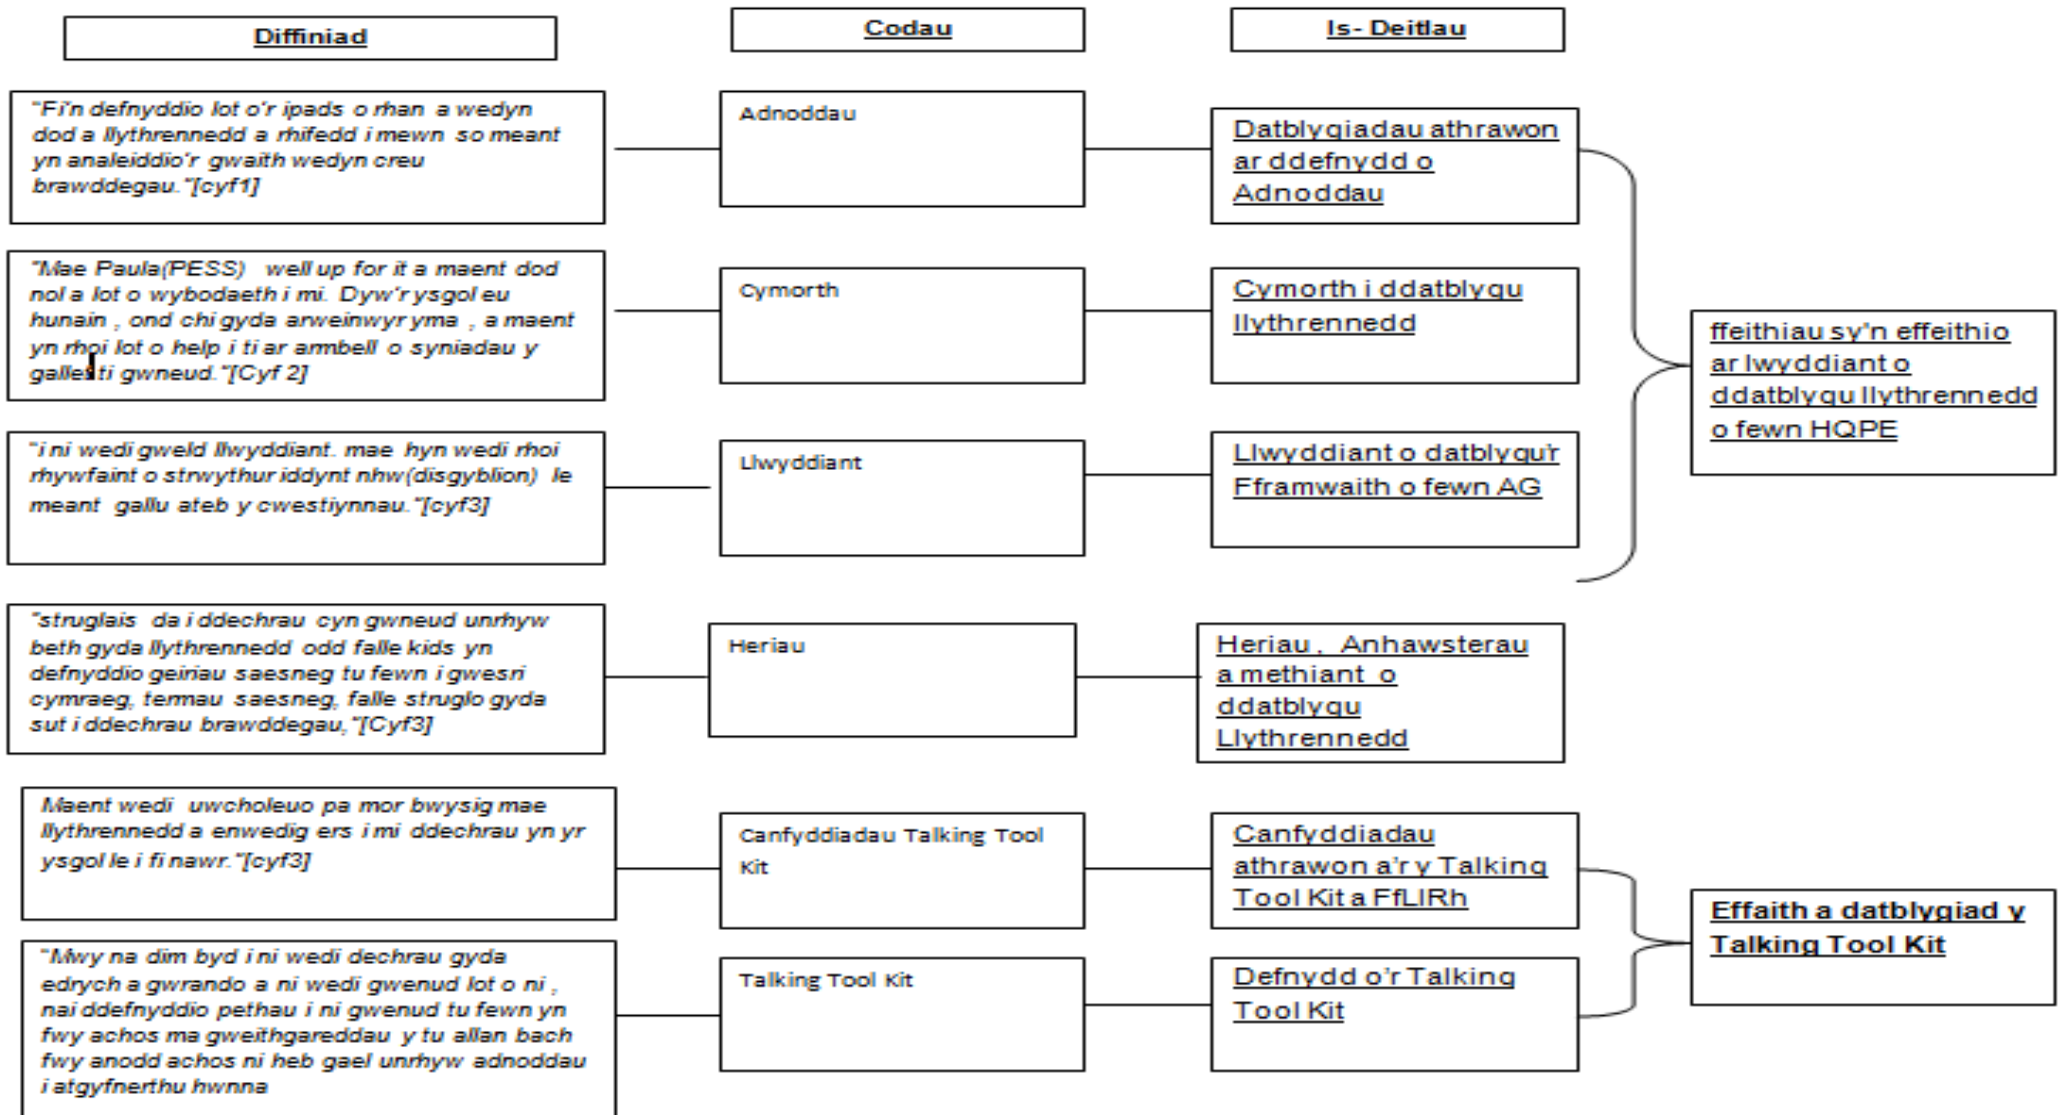 Diffiniad
Codau
Is- Deitlau
"Fi'n defnyddio lot o'r ipads o rhan a wedyn
dod a llythrennedd a rhifedd i mewn so meant
yn analeiddio'r gwaith wedyn creu
brawddegau."[cyf1]
Adnoddau
Datblygiadau athrawon
ar ddefnydd o
Adnoddau
"Mae Paula(PESS) well up for it a maent dod
nol a lot o wybodaeth i mi. Dyw'r ysgol eu
hunain , ond chi gyda arweinwyr yma , a maent
yn rhoi lot o help i ti ar armbell o syniadau y
galles ti gwneud."[Cyf 2]
Cymorth
Cymorth i ddatblygu
llythrennedd
"i ni wedi gweld llwyddiant. mae hyn wedi rhoi
rhywfaint o strwythur iddynt nhw(disgyblion) le
meant gallu ateb y cwestiynnau."[cyf3]
Llwyddiant
Llwyddiant o datblygu'r
Fframwaith o fewn AG
ffeithiau sy'n effeithio
ar lwyddiant o
ddatblygu llythrennedd
o fewn HQPE
"struglais da i ddechrau cyn gwneud unrhyw
beth gyda llythrennedd odd falle kids yn
defnyddio geiriau saesneg tu fewn i gwesri
cymraeg, termau saesneg, falle struglo gyda
sut i ddechrau brawddegau,"[Cyf3]
Heriau
Heriau, Anhawsterau
a methiant o
ddatblygu
Llythrennedd
Maent wedi uwcholeuo pa mor bwysig mae
llythrennedd a enwedig ers i mi ddechrau yn yr
ysgol le i fi nawr."[cyf3]
Canfyddiadau Talking Tool
Kit
Canfyddiadau
athrawon a'r y Talking
Tool Kit a FfLlRh
"Mwy na dim byd i ni wedi dechrau gyda
edrych a gwrando a ni wedi gwenud lot o ni ,
nai ddefnyddio pethau i ni gwenud tu fewn yn
fwy achos ma gweithgareddau y tu allan bach
fwy anodd achos ni heb gael unrhyw adnoddau
i atgyfnerthu hwnna
Talking Tool Kit
Defnydd o'r Talking
Tool Kit
Effaith a datblygiad y
Talking Tool Kit